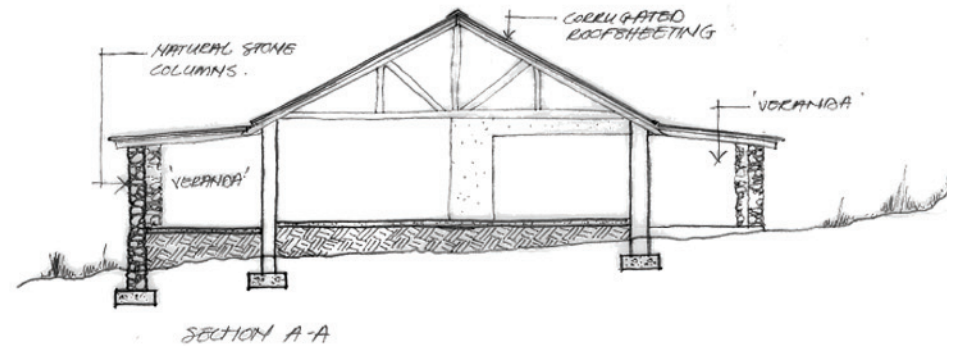 CORRUGATED
ROOFSHEETING
NATURAL STONE
COLUMNS.
'VERANDA'
'VERANDA'
SECTION A-A